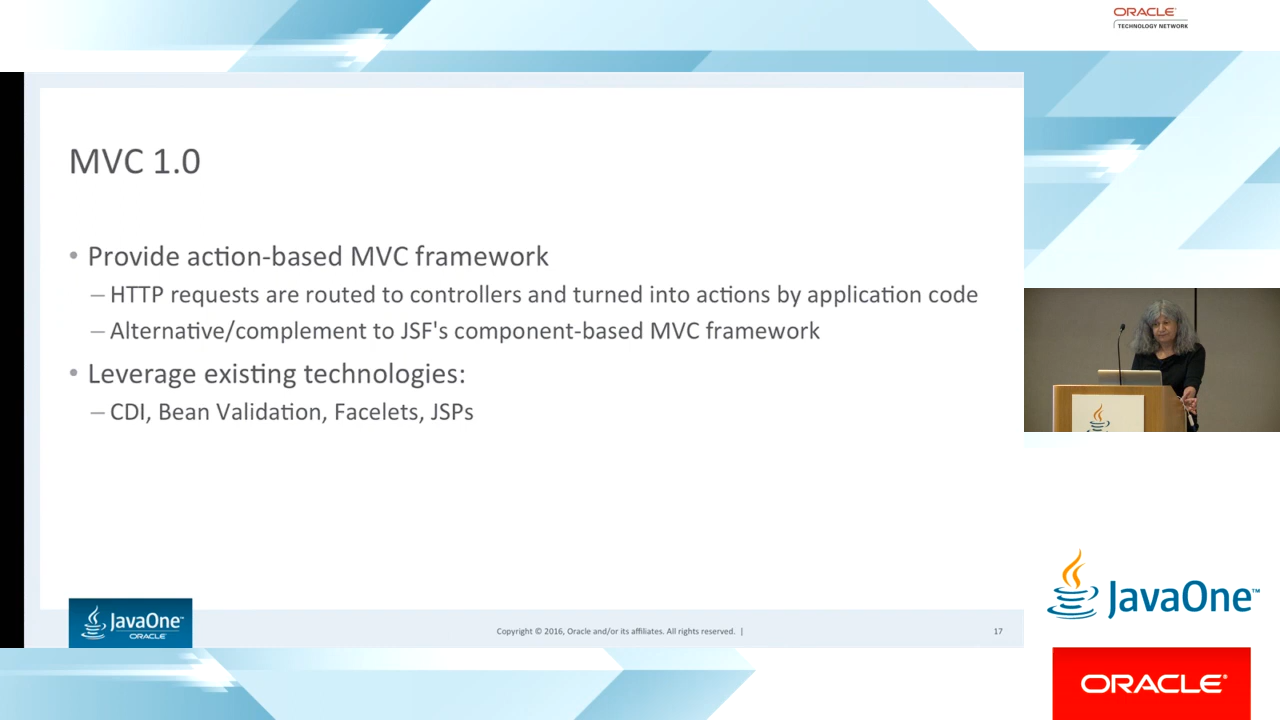 ORACLE
TECHNOLOGY NETWORK
MVC 1.0
• Provide action-based MVC framework
– HTTP requests are routed to controllers and turned into actions by application code
– Alternative/complement to JSF's component-based MVC framework
• Leverage existing technologies:
– CDI, Bean Validation, Facelets, JSPs
JavaOne™
ORACLE
Copyright © 2016, Oracle and/or its affiliates. All rights reserved. |
17
JavaOne™
ORACLE®